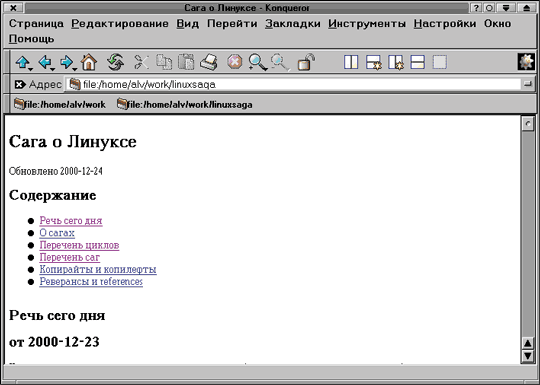 Сага о Линуксе - Konqueror
Страница Редактирование Вид Перейти Закладки Инструменты Настройки Окно
Помощь
Адрес file:/home/alv/work/linuxsaqa
file:/home/alv/work file:/home/alv/work/linuxsaga
Сага о Линуксе
Обновлено 2000-12-24
Содержание
Речь сего дня
О сагах
Перечень циклов
Перечень саг
Копирайты и копилефты
Реверансы и references
Речь сего дня
от 2000-12-23